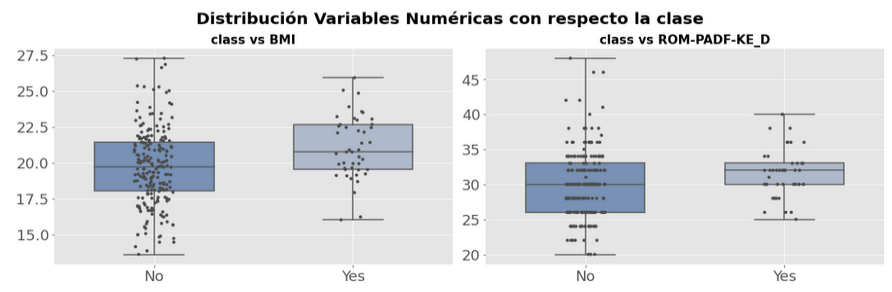 Distribución Variables Numéricas con respecto la clase
class vs BMI
27.5
25.0
22.5
20.0
17.5
15.0
No Yes
class vs ROM-PADF-KE_D
45
40
35
30
25
20
No Yes